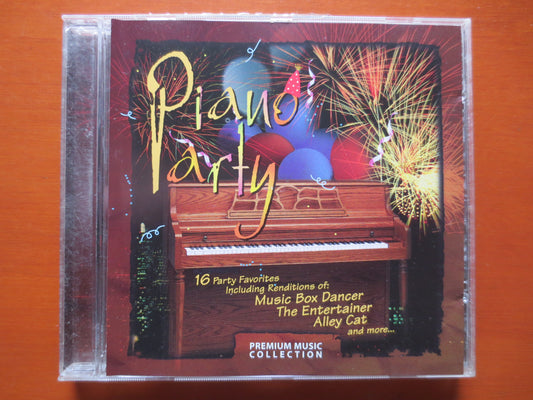 Piano
Party
16 Party Favorites
Including Renditions of:
Music Box Dancer
The Entertainer
Alley Cat
and more...
PREMIUM MUSIC
COLLECTION